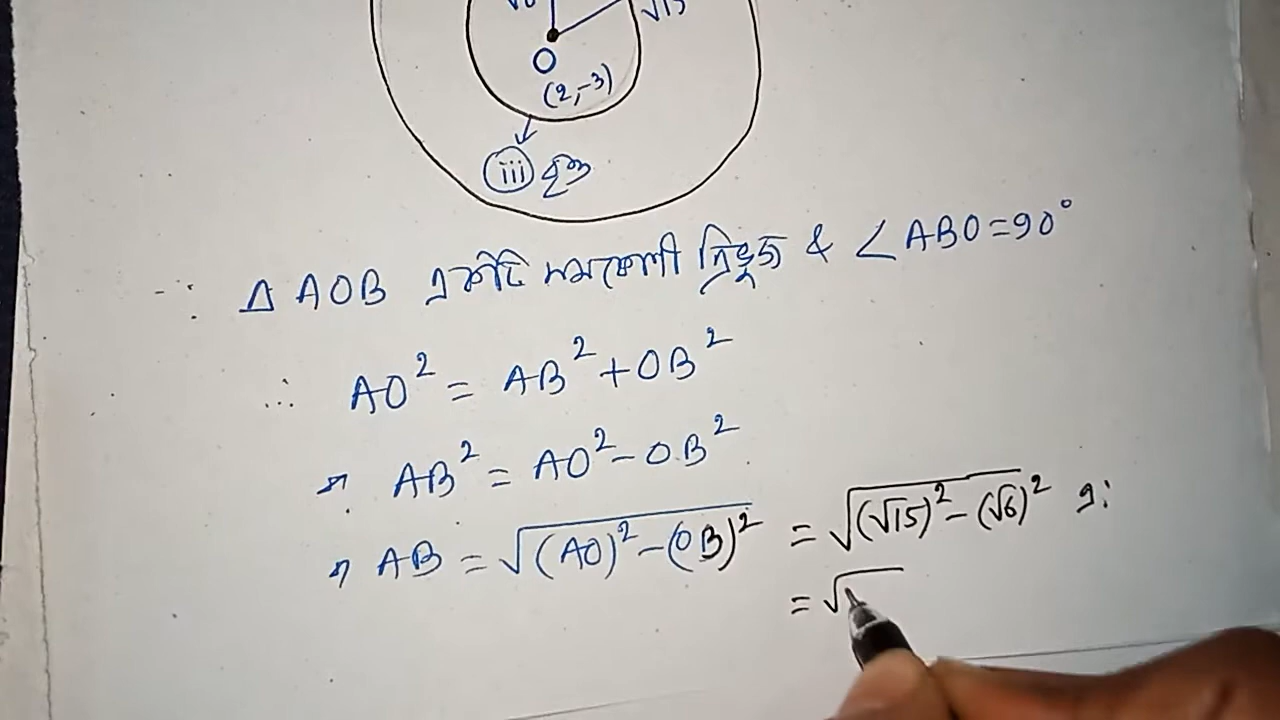 √6 √15
O
(2,-3)
iii বৃত্ত
∵ Δ AOB একটি সমকোণী ত্রিভুজ & ∠ABO=90°
∴ AO² = AB² + OB²
⇒ AB² = AO² - OB²
⇒ AB = √(AO)² - (OB)² = √(√15)² - (√6)²
= √